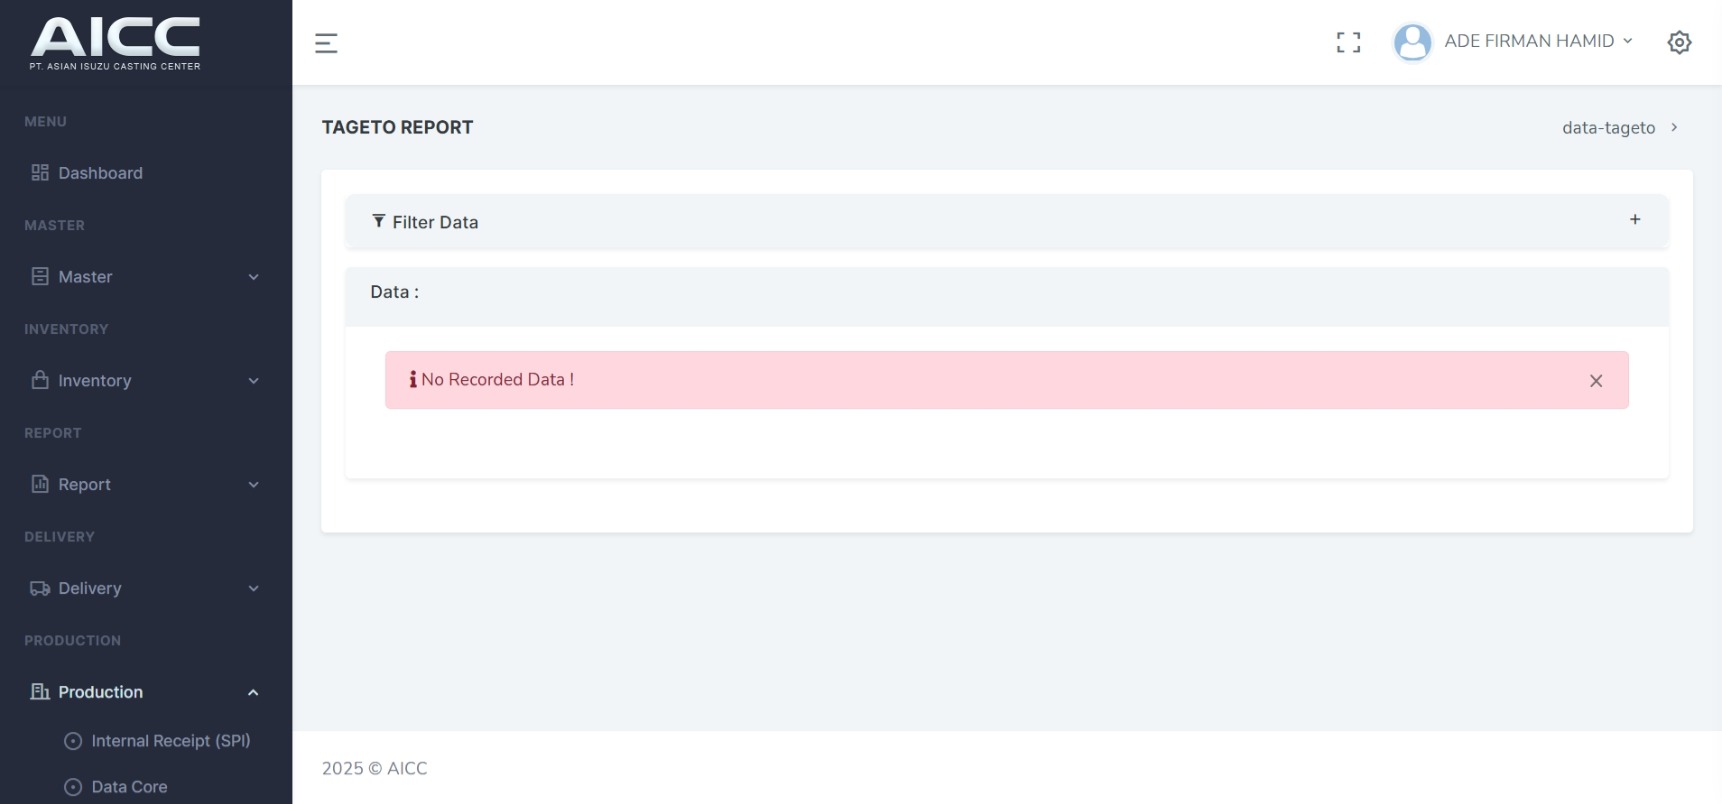 AICC
PT. ASIAN ISUZU CASTING CENTER
MENU
Dashboard
MASTER
Master
INVENTORY
Inventory
REPORT
Report
DELIVERY
Delivery
PRODUCTION
Production
Internal Receipt (SPI)
Data Core
ADE FIRMAN HAMID
TAGETO REPORT
data-tageto
Filter Data
Data :
No Recorded Data !
2025 © AICC